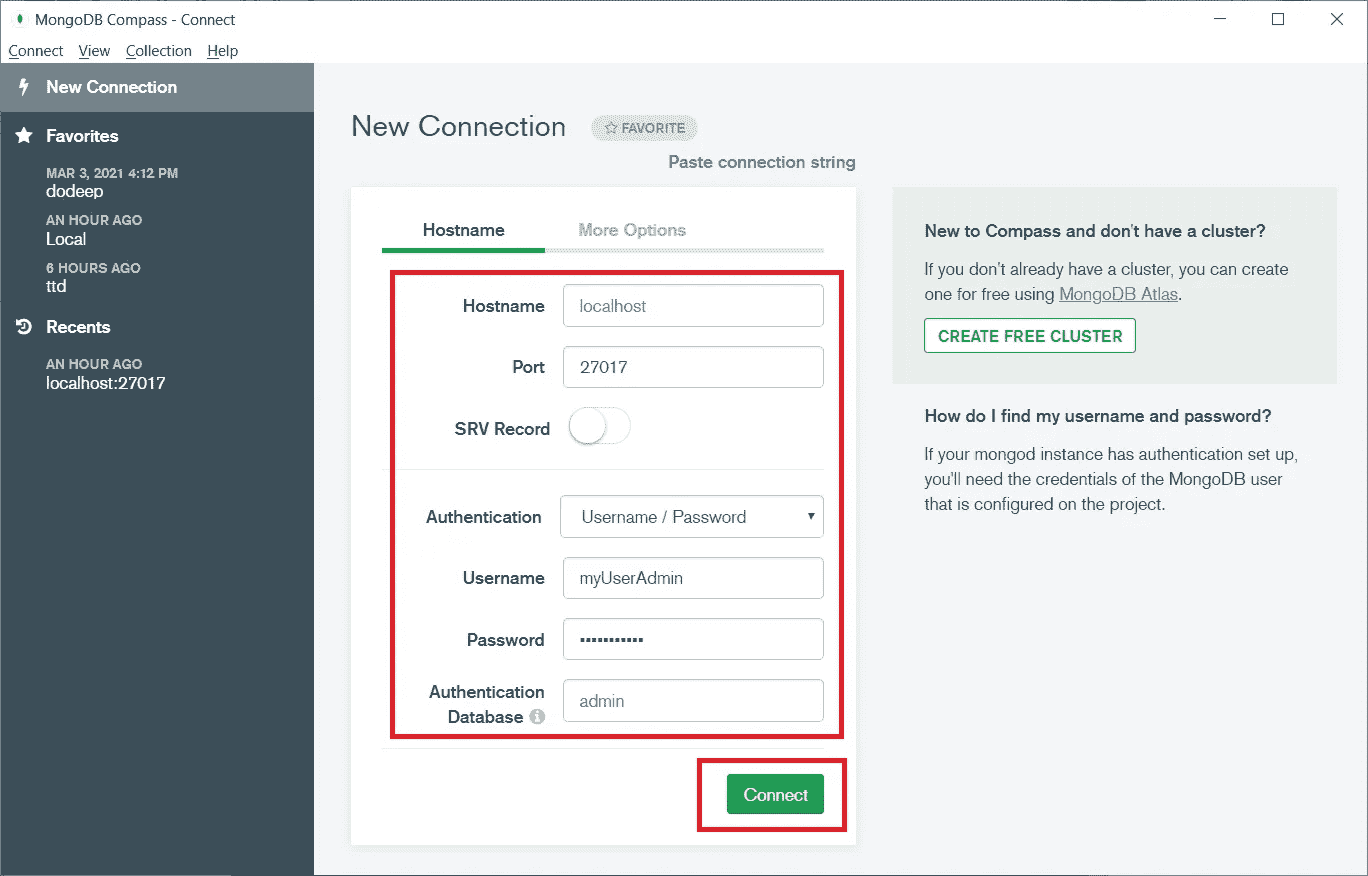 MongoDB Compass - Connect
Connect View Collection Help
New Connection
Favorites
MAR 3, 2021 4:12 PM
dodeep
AN HOUR AGO
Local
6 HOURS AGO
ttd
Recents
AN HOUR AGO
localhost:27017
New Connection
FAVORITE
Paste connection string
Hostname
More Options
Hostname
localhost
Port
27017
SRV Record
Authentication
Username / Password
Username
myUserAdmin
Password
•••••••••••
Authentication
Database
admin
Connect
New to Compass and don't have a cluster?
If you don't already have a cluster, you can create
one for free using MongoDB Atlas.
CREATE FREE CLUSTER
How do I find my username and password?
If your mongod instance has authentication set up,
you'll need the credentials of the MongoDB user
that is configured on the project.